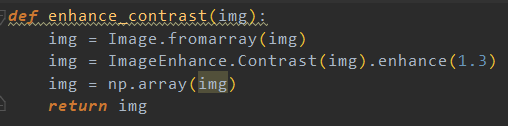 def enhance_contrast(img):
    img = Image.fromarray(img)
    img = ImageEnhance.Contrast(img).enhance(1.3)
    img = np.array(img)
    return img